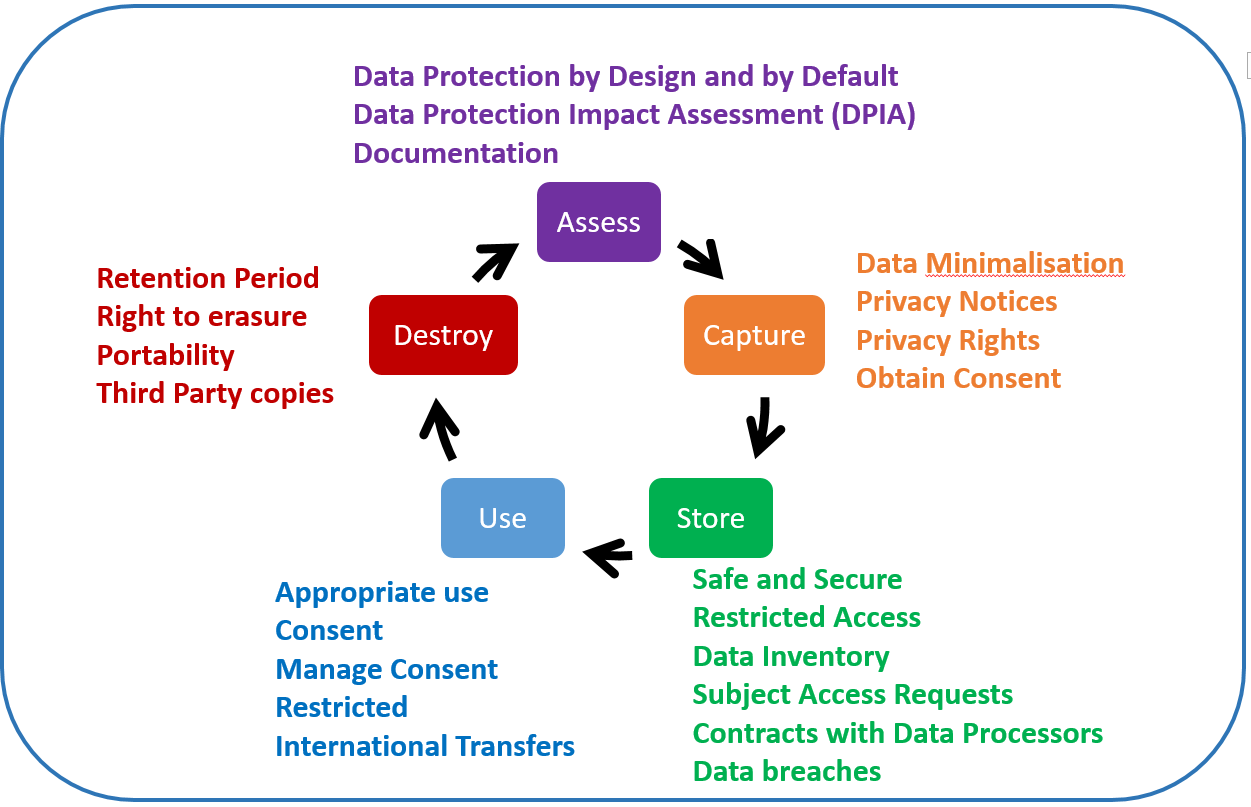 Data Protection by Design and by Default
Data Protection Impact Assessment (DPIA)
Documentation
Assess
Capture
Data Minimalisation
Privacy Notices
Privacy Rights
Obtain Consent
Store
Safe and Secure
Restricted Access
Data Inventory
Subject Access Requests
Contracts with Data Processors
Data breaches
Use
Appropriate use
Consent
Manage Consent
Restricted
International Transfers
Destroy
Retention Period
Right to erasure
Portability
Third Party copies